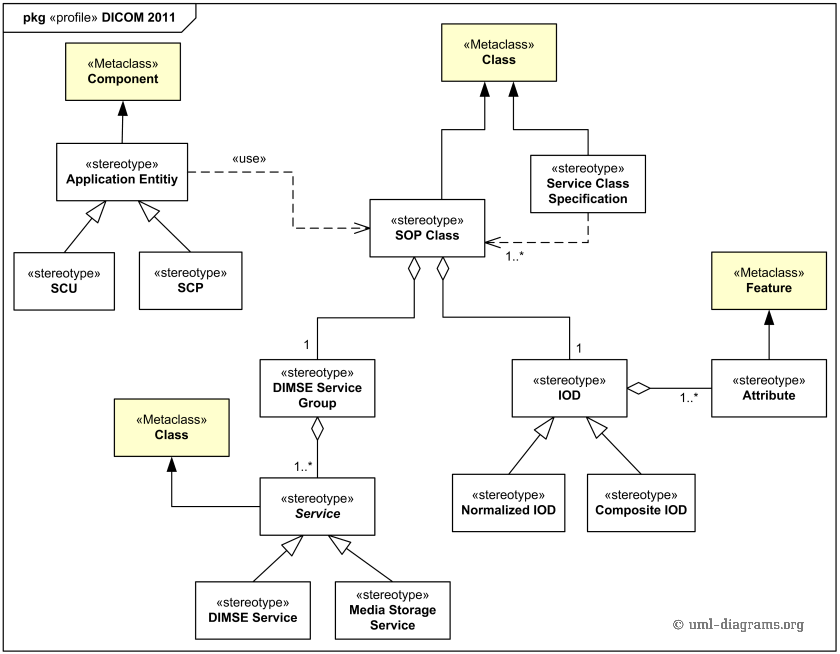 pkg «profile» DICOM 2011
«Metaclass»
Component
«Metaclass»
Class
«stereotype»
Application Entitiy
«use»
«stereotype»
Service Class
Specification
«stereotype»
SOP Class
1..*
«stereotype»
SCU
«stereotype»
SCP
«Metaclass»
Feature
1
1
«stereotype»
DIMSE Service
Group
«stereotype»
IOD
1..*
«stereotype»
Attribute
«Metaclass»
Class
1..*
«stereotype»
Service
«stereotype»
Normalized IOD
«stereotype»
Composite IOD
«stereotype»
DIMSE Service
«stereotype»
Media Storage
Service
© uml-diagrams.org